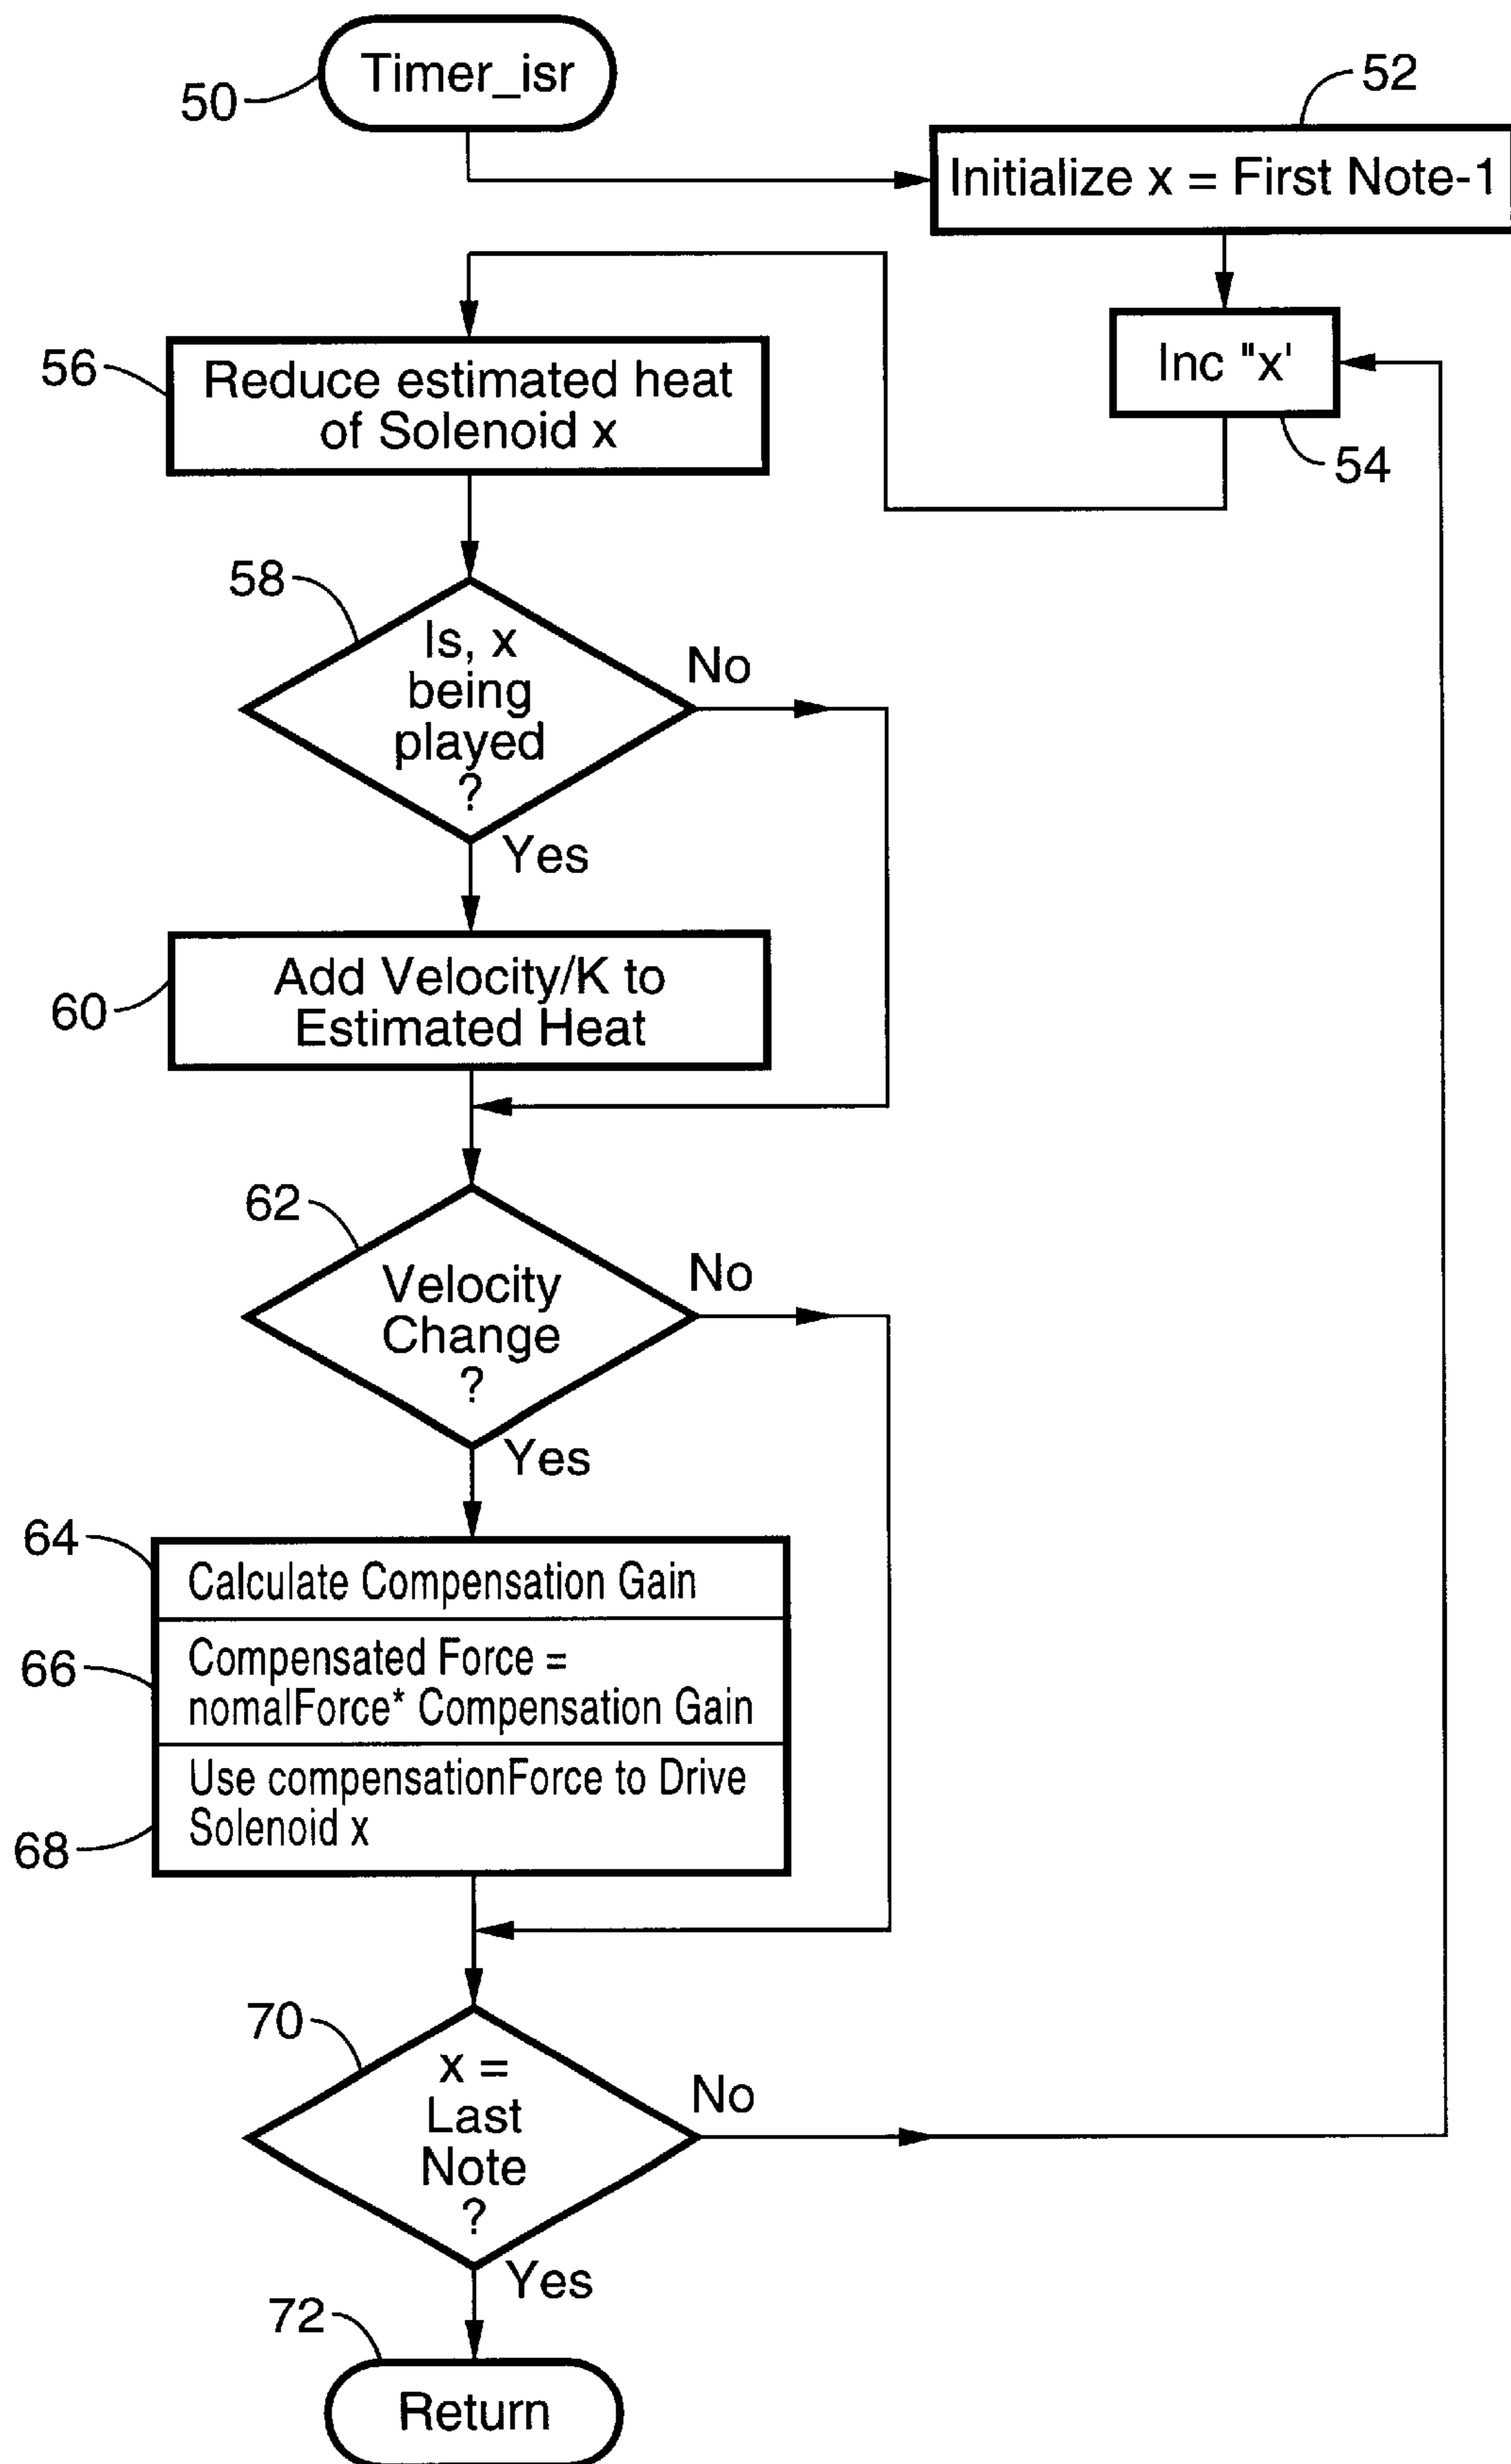 Timer_isr
50
52
Initialize x = First Note-1
Inc "x'
54
56
Reduce estimated heat
of Solenoid x
58
Is, x
being
played
?
No
Yes
60
Add Velocity/K to
Estimated Heat
62
Velocity
Change
?
No
Yes
64
Calculate Compensation Gain
66
Compensated Force =
nomalForce* Compensation Gain
68
Use compensationForce to Drive
Solenoid x
70
x =
Last
Note
?
No
Yes
72
Return